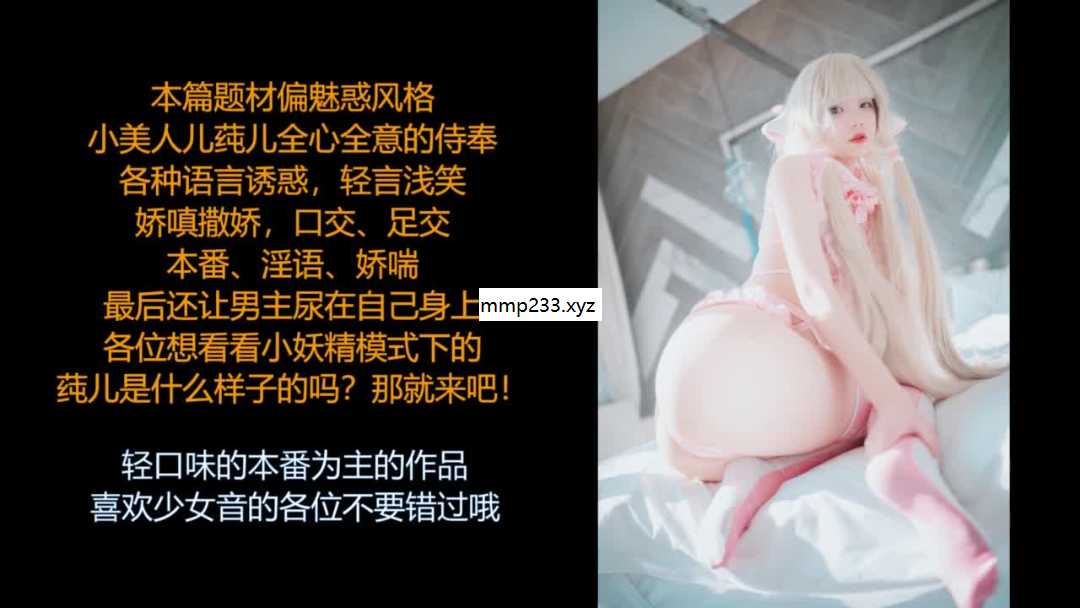 本篇题材偏魅惑风格
小美人儿莼儿全心全意的侍奉
各种语言诱惑，轻言浅笑
娇嗔撒娇，口交、足交
本番、淫语、娇喘
最后还让男主尿在自己身上
mmp233.xyz
各位想看看小妖精模式下的
莼儿是什么样子的吗？那就来吧！
轻口味的本番为主的作品
喜欢少女音的各位不要错过哦